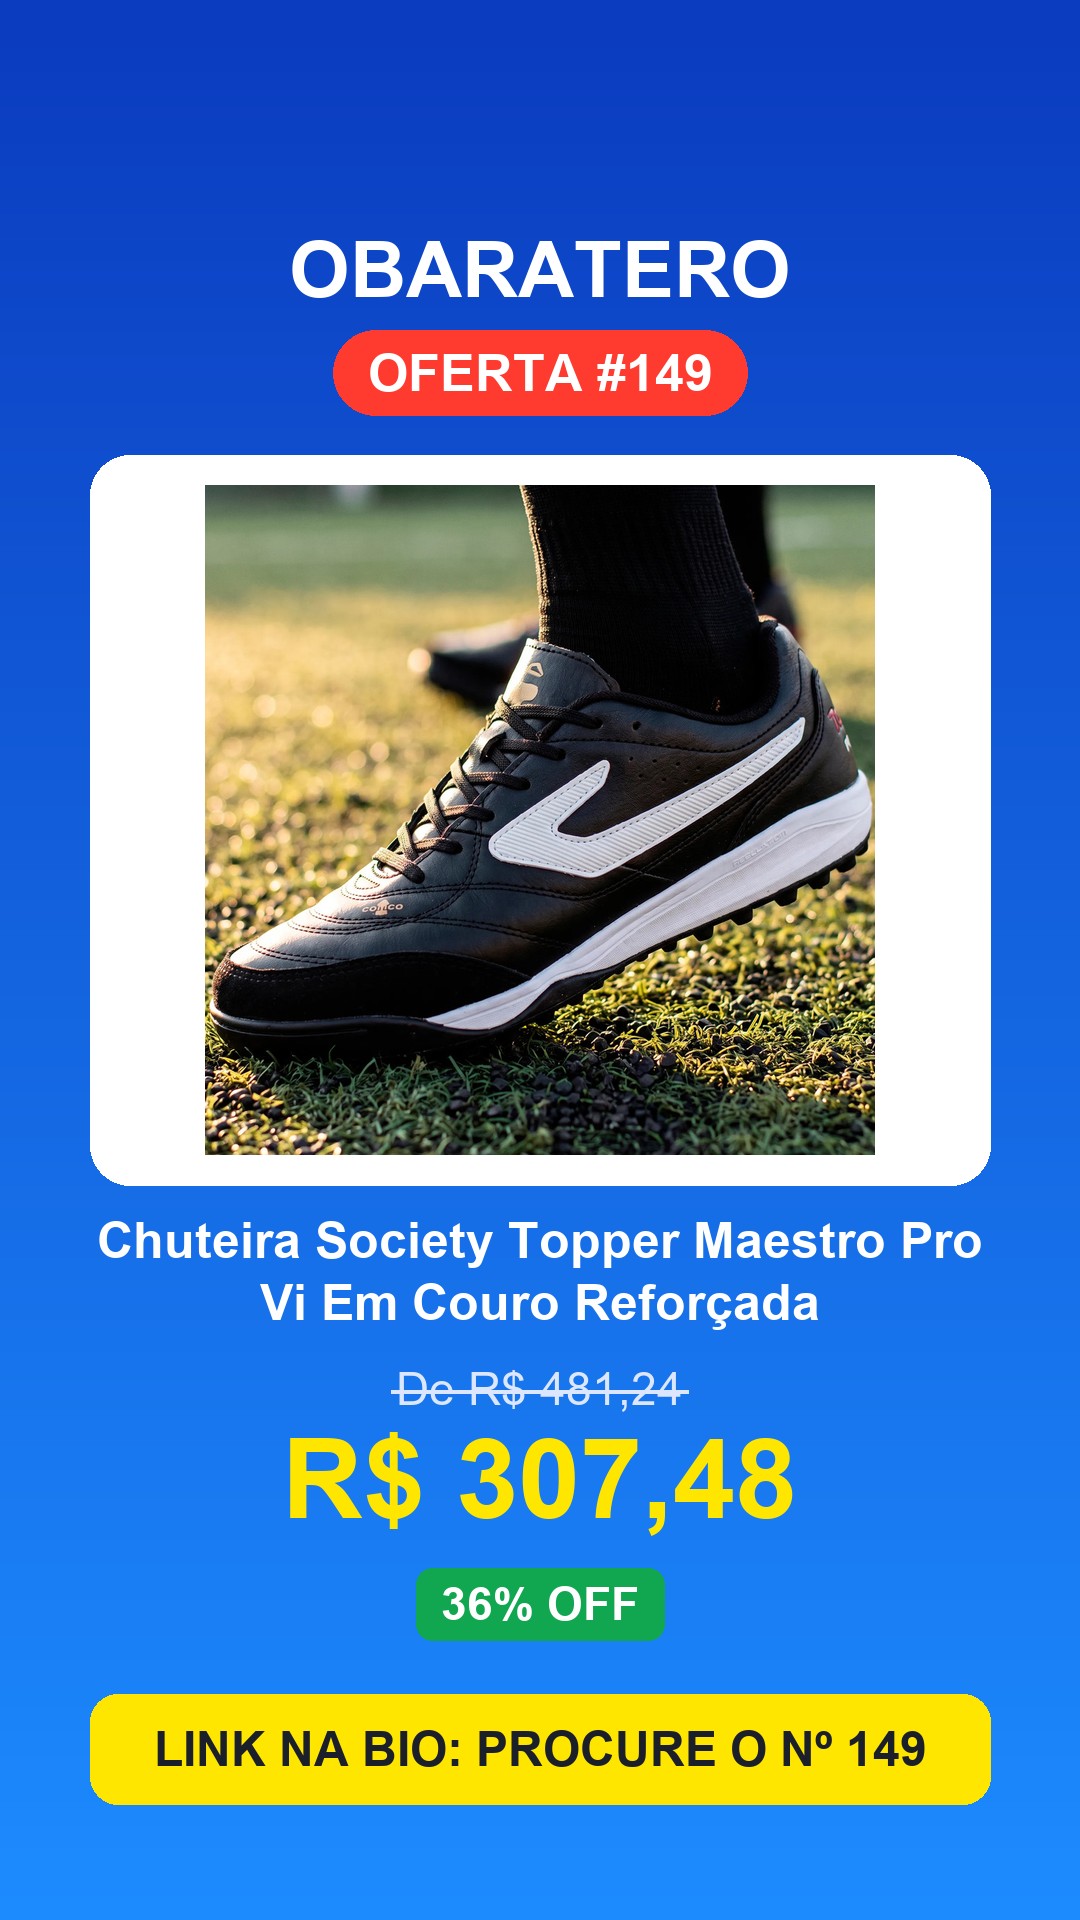 OBARATERO
OFERTA #149
COMCO
Chuteira Society Topper Maestro Pro
Vi Em Couro Reforçada
De R$ 481,24
R$ 307,48
36% OFF
LINK NA BIO: PROCURE O Nº 149